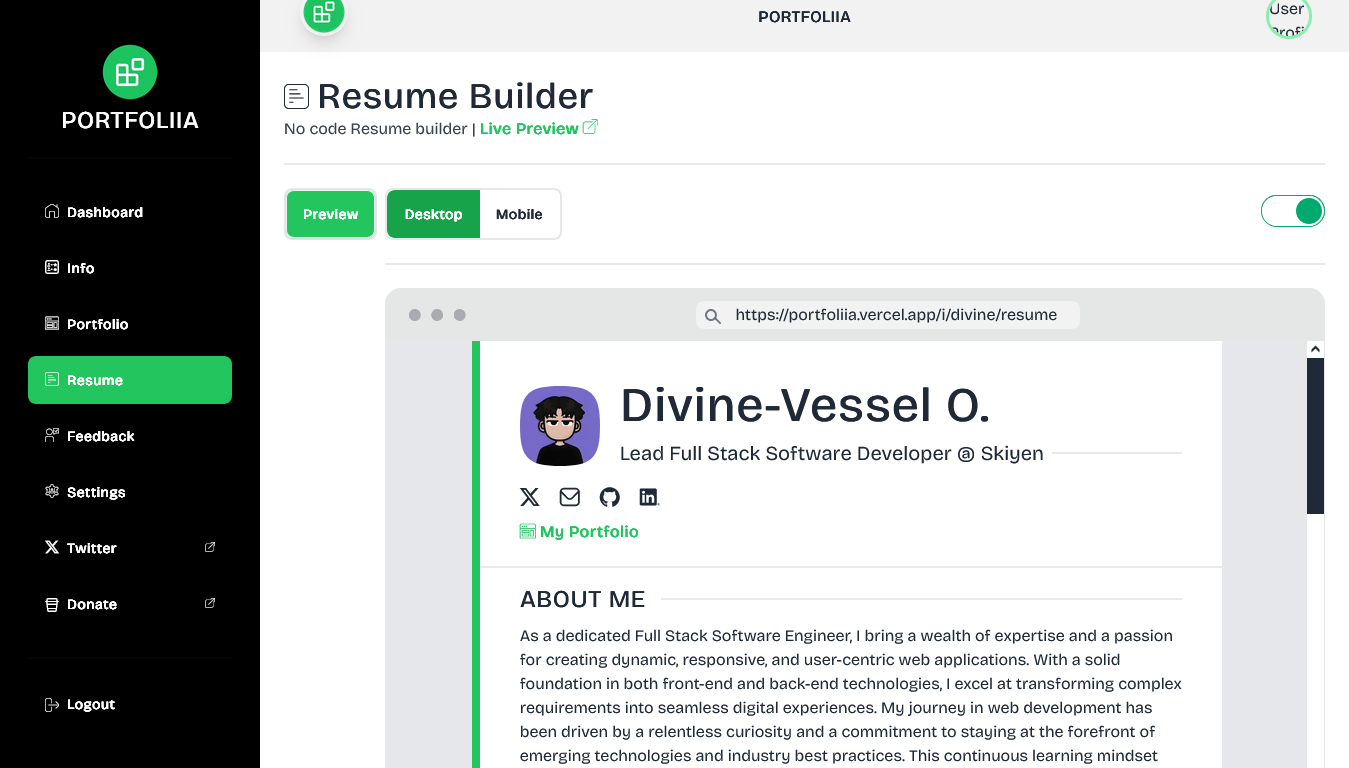 PORTFOLIIA
Dashboard
Info
Portfolio
Resume
Feedback
Settings
Twitter
Donate
Logout
PORTFOLIIA
User
Profi
Resume Builder
No code Resume builder | Live Preview
Preview
Desktop
Mobile
https://portfoliia.vercel.app/i/divine/resume
Divine-Vessel O.
Lead Full Stack Software Developer @ Skiyen
My Portfolio
ABOUT ME
As a dedicated Full Stack Software Engineer, I bring a wealth of expertise and a passion
for creating dynamic, responsive, and user-centric web applications. With a solid
foundation in both front-end and back-end technologies, I excel at transforming complex
requirements into seamless digital experiences. My journey in web development has
been driven by a relentless curiosity and a commitment to staying at the forefront of
emerging technologies and industry best practices. This continuous learning mindset